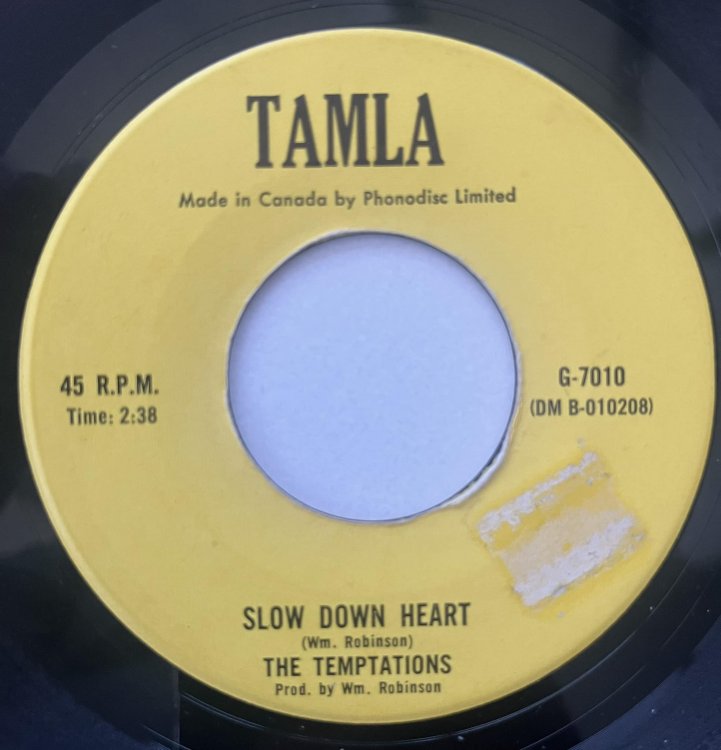 TAMLA
Made in Canada by Phonodisc Limited
45 R.P.M.
Time: 2:38
G-7010
(DM B-010208)
SLOW DOWN HEART
(Wm. Robinson)
THE TEMPTATIONS
Prod. by Wm. Robinson